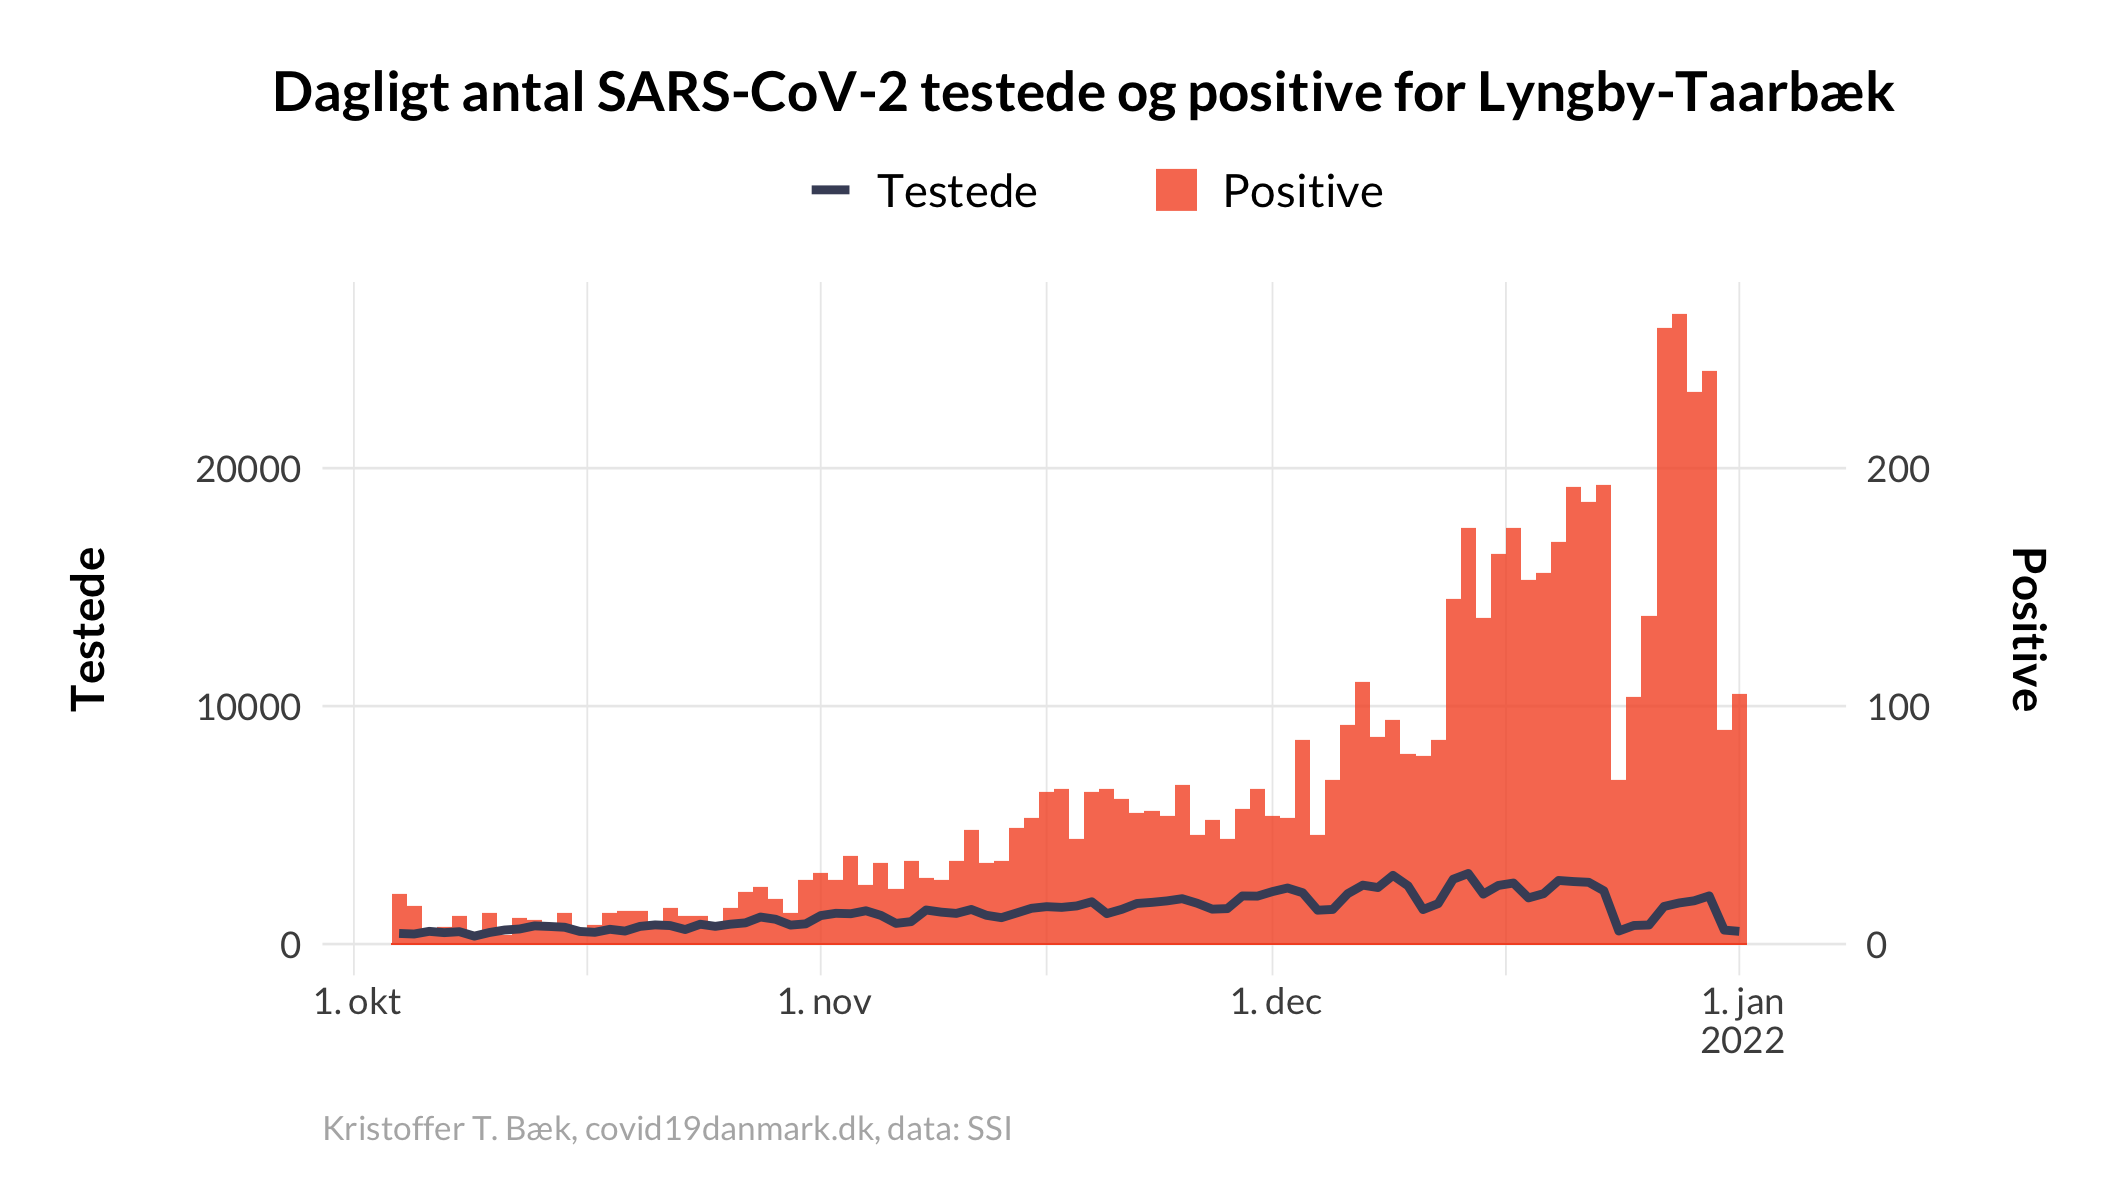 Dagligt antal SARS-CoV-2 testede og positive for Lyngby-Taarbæk
Testede
Positive
20000
10000
0
Testede
200
100
0
Positive
1. okt
1. nov
1. dec
1. jan
2022
Kristoffer T. Bæk, covid19danmark.dk, data: SSI